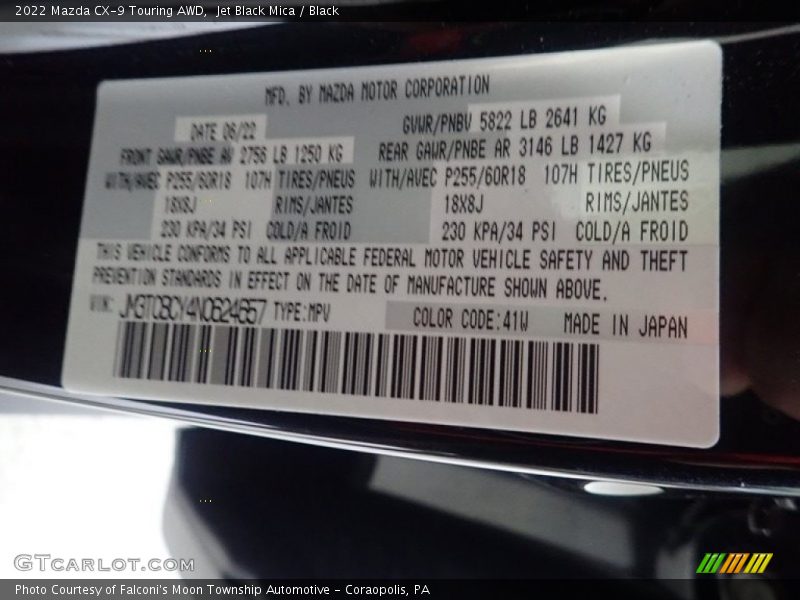 2022 Mazda CX-9 Touring AWD, Jet Black Mica / Black
MFD. BY MAZDA MOTOR CORPORATION
DATE 06/22 GVWR/PNBV 5822 LB 2641 KG
FRONT GAWR/PNBE AV 2756 LB 1250 KG REAR GAWR/PNBE AR 3146 LB 1427 KG
WITH/AVEC P255/60R18 107H TIRES/PNEUS WITH/AVEC P255/60R18 107H TIRES/PNEUS
18X8J RIMS/JANTES 18X8J RIMS/JANTES
230 KPA/34 PSI COLD/A FROID 230 KPA/34 PSI COLD/A FROID
THIS VEHICLE CONFORMS TO ALL APPLICABLE FEDERAL MOTOR VEHICLE SAFETY AND THEFT
PREVENTION STANDARDS IN EFFECT ON THE DATE OF MANUFACTURE SHOWN ABOVE.
VIN: JM3TCBCY4N0624657 TYPE:MPV COLOR CODE:41W MADE IN JAPAN
GTcarlot.com
Photo Courtesy of Falconi's Moon Township Automotive - Coraopolis, PA